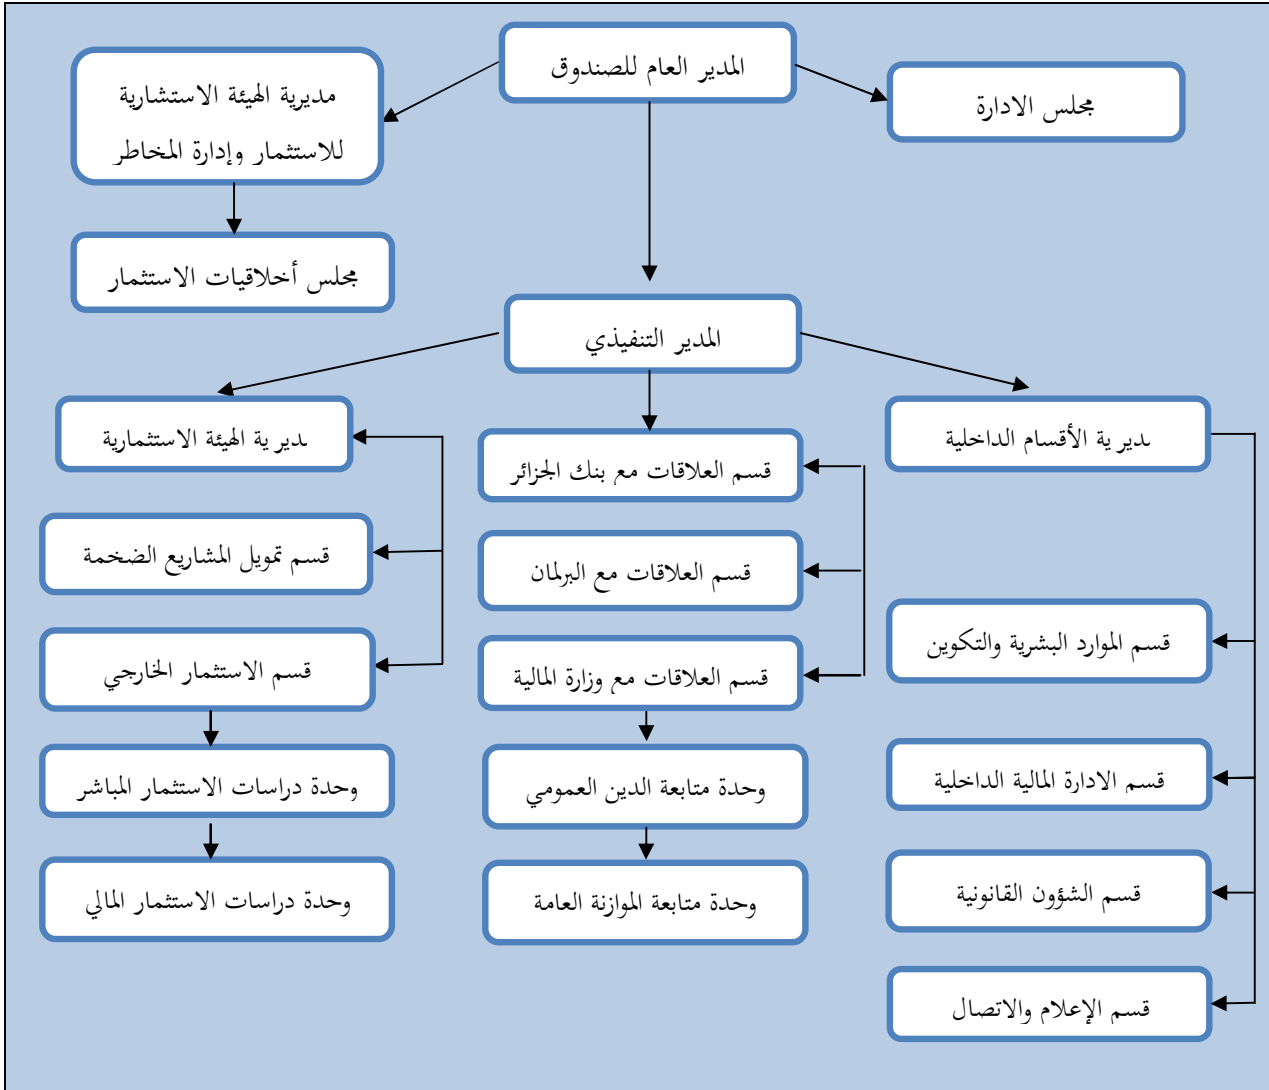 المدير العام للصندوق
مجلس الادارة
مديرية الهيئة الاستشارية
للاستثمار وإدارة المخاطر
مجلس أخلاقيات الاستثمار
المدير التنفيذي
مديرية الأقسام الداخلية
قسم الموارد البشرية والتكوين
قسم الادارة المالية الداخلية
قسم الشؤون القانونية
قسم الإعلام والاتصال
قسم العلاقات مع بنك الجزائر
قسم العلاقات مع البرلمان
قسم العلاقات مع وزارة المالية
وحدة متابعة الدين العمومي
وحدة متابعة الموازنة العامة
مديرية الهيئة الاستثمارية
قسم تمويل المشاريع الضخمة
قسم الاستثمار الخارجي
وحدة دراسات الاستثمار المباشر
وحدة دراسات الاستثمار المالي